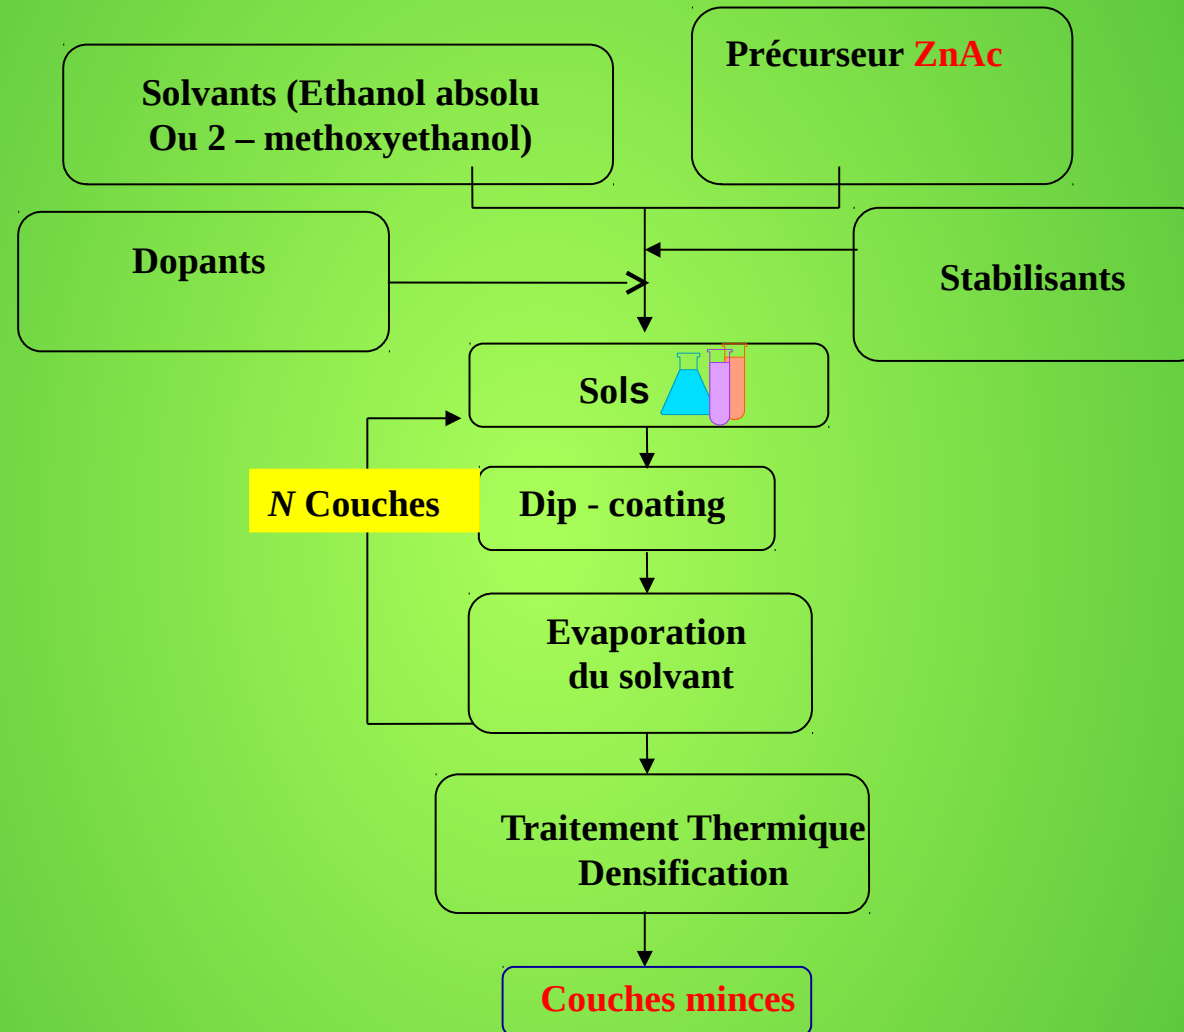 Précurseur ZnAc
Solvants (Ethanol absolu
Ou 2 – methoxyethanol)
Dopants
Stabilisants
Sols
N Couches
Dip - coating
Evaporation
du solvant
Traitement Thermique
Densification
Couches minces